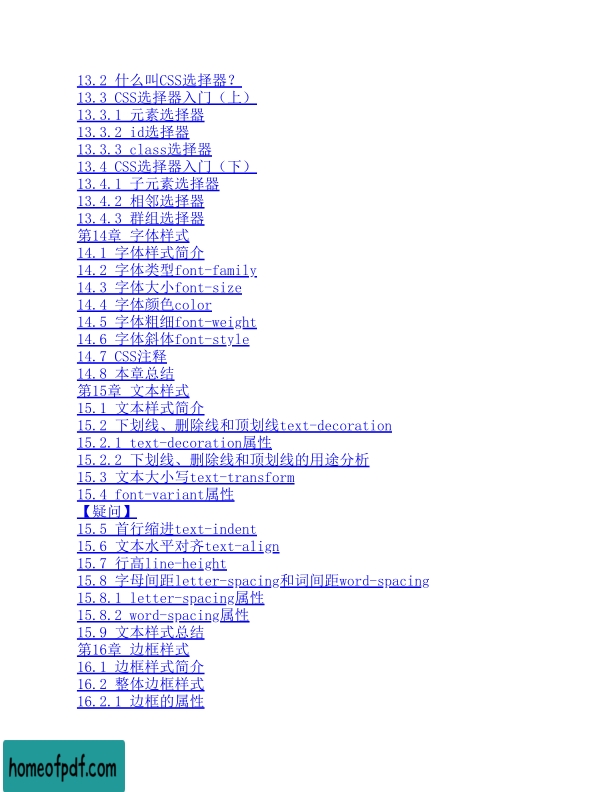 13.2 什么叫CSS选择器？
13.3 CSS选择器入门（上）
13.3.1 元素选择器
13.3.2 id选择器
13.3.3 class选择器
13.4 CSS选择器入门（下）
13.4.1 子元素选择器
13.4.2 相邻选择器
13.4.3 群组选择器
第14章 字体样式
14.1 字体样式简介
14.2 字体类型font-family
14.3 字体大小font-size
14.4 字体颜色color
14.5 字体粗细font-weight
14.6 字体斜体font-style
14.7 CSS注释
14.8 本章总结
第15章 文本样式
15.1 文本样式简介
15.2 下划线、删除线和顶划线text-decoration
15.2.1 text-decoration属性
15.2.2 下划线、删除线和顶划线的用途分析
15.3 文本大小写text-transform
15.4 font-variant属性
【疑问】
15.5 首行缩进text-indent
15.6 文本水平对齐text-align
15.7 行高line-height
15.8 字母间距letter-spacing和词间距word-spacing
15.8.1 letter-spacing属性
15.8.2 word-spacing属性
15.9 文本样式总结
第16章 边框样式
16.1 边框样式简介
16.2 整体边框样式
16.2.1 边框的属性
homeofpdf.com